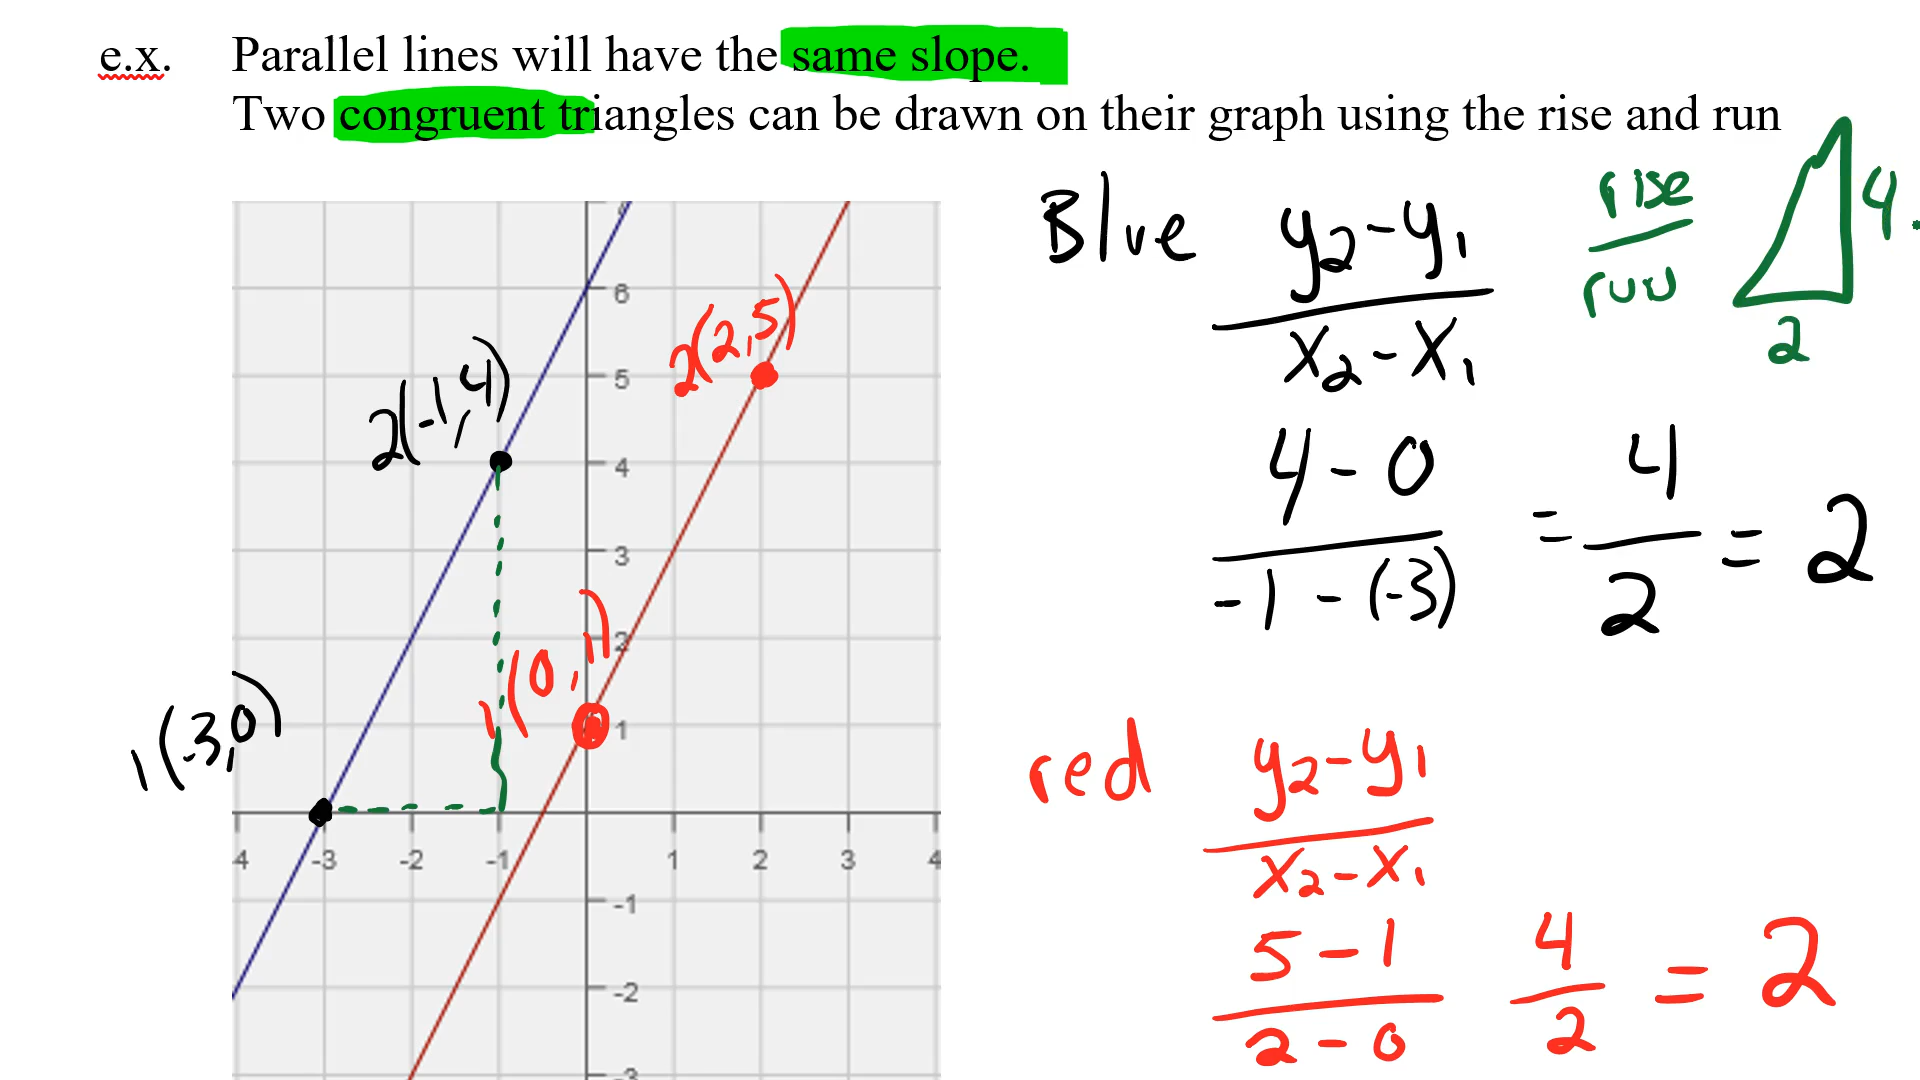 e.x. Parallel lines will have the same slope.
Two congruent triangles can be drawn on their graph using the rise and run
Blue y2-y1
x2-x1
rise
run
4
2
4-0
-1-(-3)
= 4
2
= 2
red y2-y1
x2-x1
5-1
2-0
4
2
= 2
2(-1,4)
2(2,5)
1(0,1)
1(-3,0)
6
5
4
3
2
1
4 -3 -2 -1 1 2 3 4
-1
-2
-3